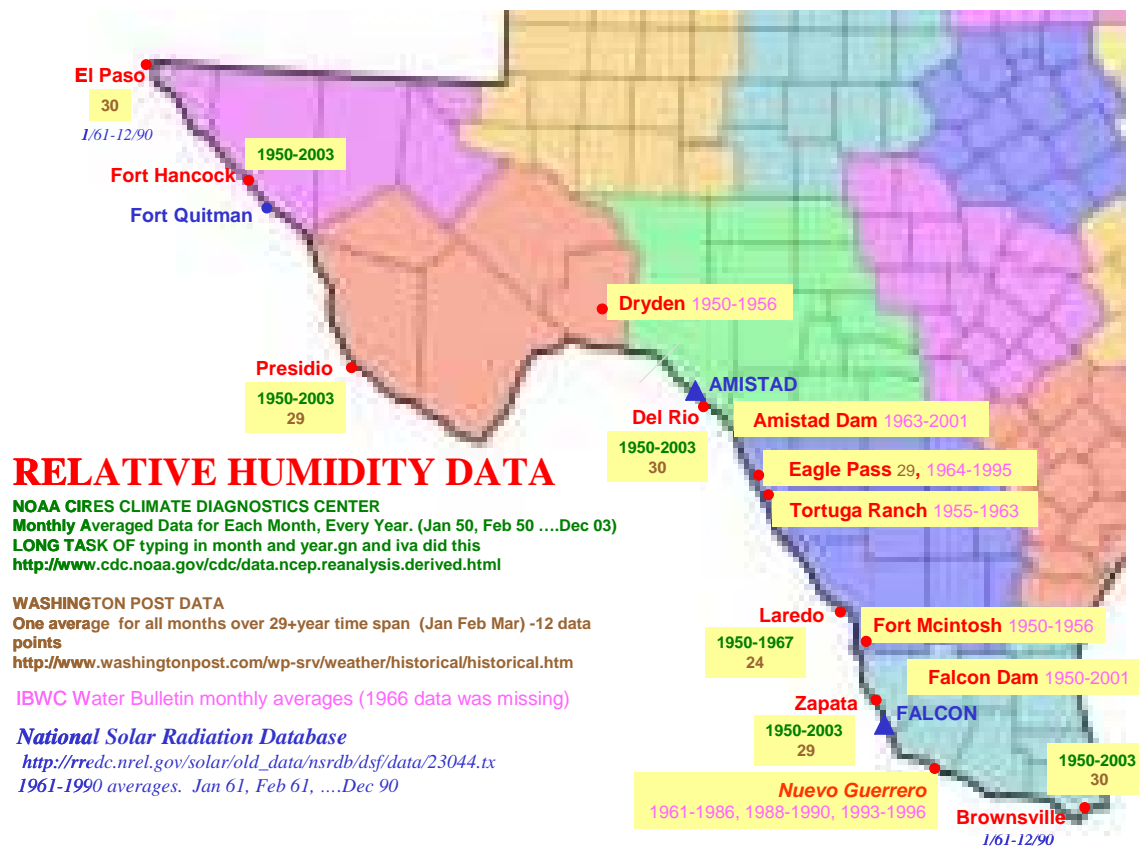 El Paso
30
1/61-12/90
1950-2003
Fort Hancock
Fort Quitman
Dryden 1950-1956
Presidio
1950-2003
29
AMISTAD
Del Rio
1950-2003
30
Amistad Dam 1963-2001
Eagle Pass 29, 1964-1995
Tortuga Ranch 1955-1963
RELATIVE HUMIDITY DATA
NOAA CIRES CLIMATE DIAGNOSTICS CENTER
Monthly Averaged Data for Each Month, Every Year. (Jan 50, Feb 50 ....Dec 03)
LONG TASK OF typing in month and year.gn and iva did this
http://www.cdc.noaa.gov/cdc/data.ncep.reanalysis.derived.html
WASHINGTON POST DATA
One average for all months over 29+year time span (Jan Feb Mar) -12 data
points
http://www.washingtonpost.com/wp-srv/weather/historical/historical.htm
IBWC Water Bulletin monthly averages (1966 data was missing)
National Solar Radiation Database
http://rredc.nrel.gov/solar/old_data/nsrdb/dsf/data/23044.tx
1961-1990 averages. Jan 61, Feb 61, ....Dec 90
Laredo
1950-1967
24
Fort Mcintosh 1950-1956
Falcon Dam 1950-2001
Zapata
FALCON
1950-2003
29
1950-2003
30
Nuevo Guerrero
1961-1986, 1988-1990, 1993-1996
Brownsville
1/61-12/90